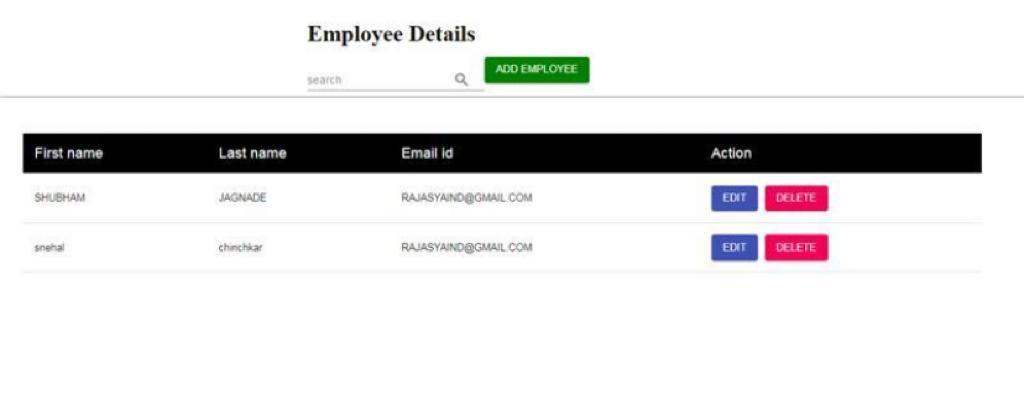 Employee Details
search
ADD EMPLOYEE
First name Last name Email id Action
SHUBHAM JAGNADE RAJASYAIND@GMAIL.COM EDIT DELETE
snehal chinchkar RAJASYAIND@GMAIL.COM EDIT DELETE